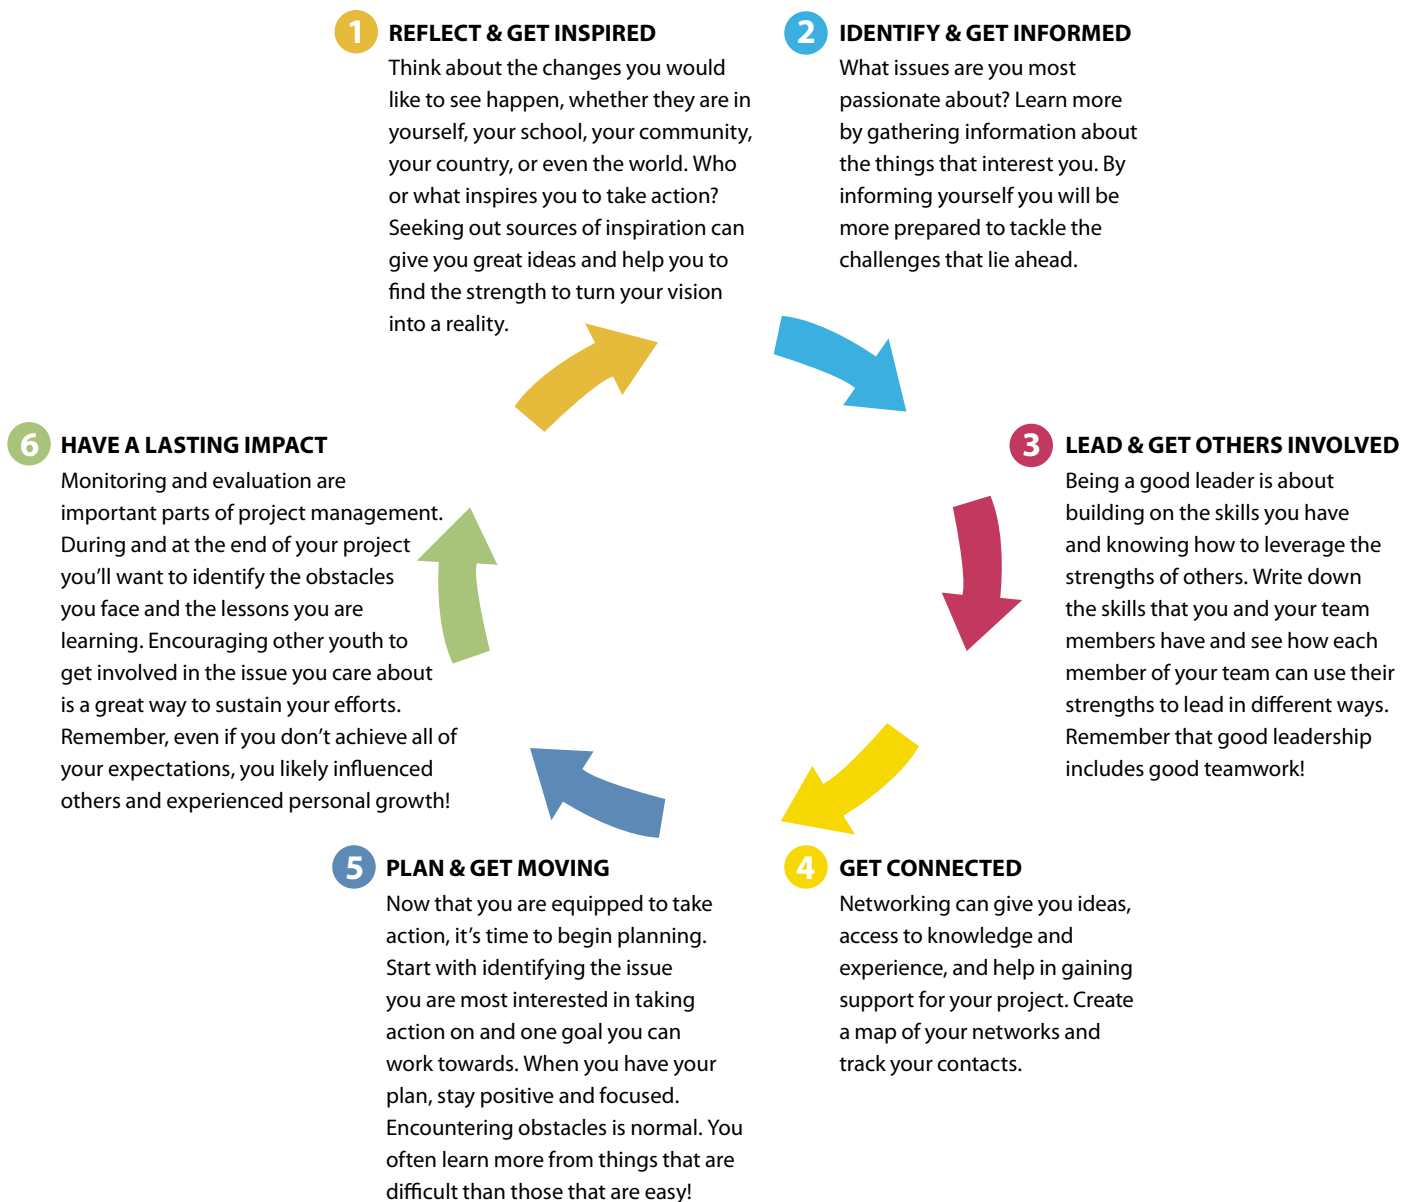 1 REFLECT & GET INSPIRED
Think about the changes you would
like to see happen, whether they are in
yourself, your school, your community,
your country, or even the world. Who
or what inspires you to take action?
Seeking out sources of inspiration can
give you great ideas and help you to
find the strength to turn your vision
into a reality.
2 IDENTIFY & GET INFORMED
What issues are you most
passionate about? Learn more
by gathering information about
the things that interest you. By
informing yourself you will be
more prepared to tackle the
challenges that lie ahead.
3 LEAD & GET OTHERS INVOLVED
Being a good leader is about
building on the skills you have
and knowing how to leverage the
strengths of others. Write down
the skills that you and your team
members have and see how each
member of your team can use their
strengths to lead in different ways.
Remember that good leadership
includes good teamwork!
4 GET CONNECTED
Networking can give you ideas,
access to knowledge and
experience, and help in gaining
support for your project. Create
a map of your networks and
track your contacts.
5 PLAN & GET MOVING
Now that you are equipped to take
action, it’s time to begin planning.
Start with identifying the issue
you are most interested in taking
action on and one goal you can
work towards. When you have your
plan, stay positive and focused.
Encountering obstacles is normal. You
often learn more from things that are
difficult than those that are easy!
6 HAVE A LASTING IMPACT
Monitoring and evaluation are
important parts of project management.
During and at the end of your project
you’ll want to identify the obstacles
you face and the lessons you are
learning. Encouraging other youth to
get involved in the issue you care about
is a great way to sustain your efforts.
Remember, even if you don’t achieve all of
your expectations, you likely influenced
others and experienced personal growth!